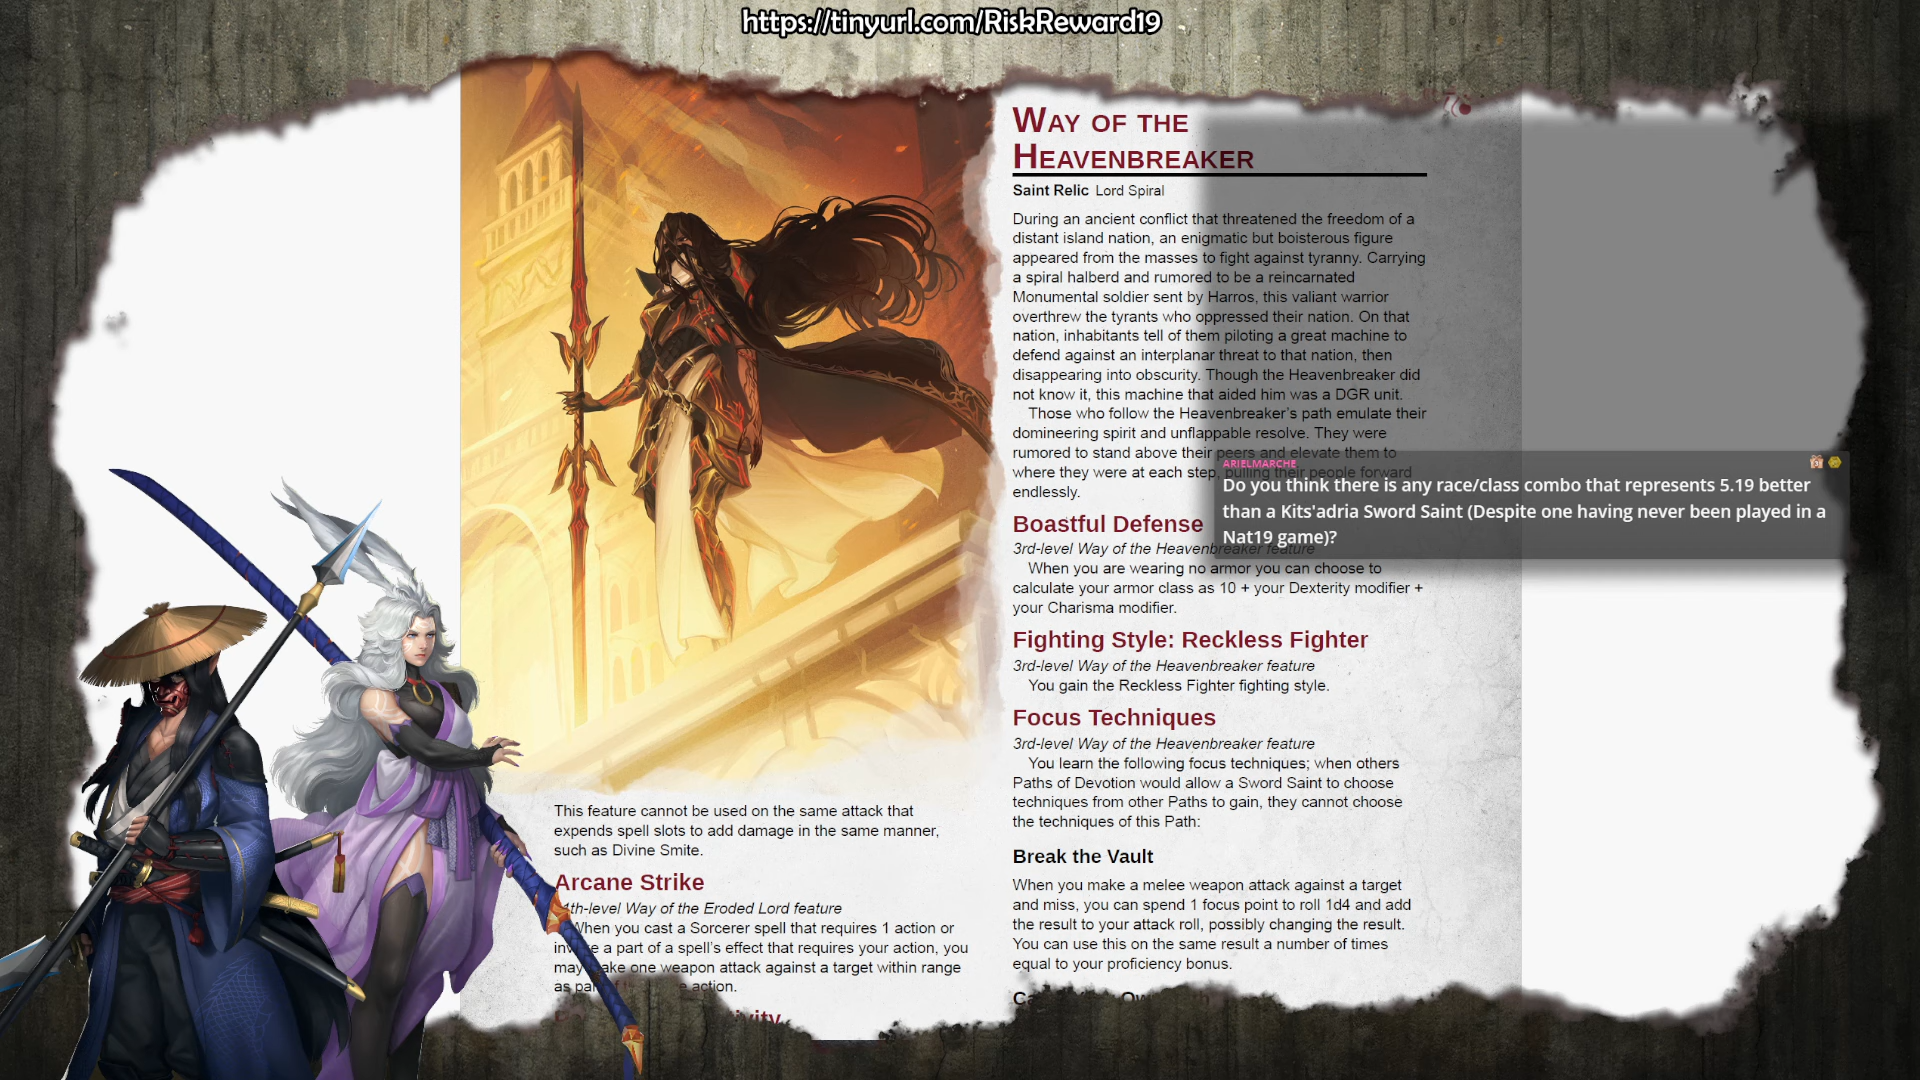 https://tinyurl.com/RiskReward19
This feature cannot be used on the same attack that
expends spell slots to add damage in the same manner,
such as Divine Smite.
Arcane Strike
th-level Way of the Eroded Lord feature
When you cast a Sorcerer spell that requires 1 action or
a part of a spell's effect that requires your action, you
may one weapon attack against a target within range
as action.
WAY OF THE
HEAVENBREAKER
Saint Relic Lord Spiral
During an ancient conflict that threatened the freedom of a
distant island nation, an enigmatic but boisterous figure
appeared from the masses to fight against tyranny. Carrying
a spiral halberd and rumored to be a reincarnated
Monumental soldier sent by Harros, this valiant warrior
overthrew the tyrants who oppressed their nation. On that
nation, inhabitants tell of them piloting a great machine to
defend against an interplanar threat to that nation, then
disappearing into obscurity. Though the Heavenbreaker did
not know it, this machine that aided him was a DGR unit.
Those who follow the Heavenbreaker's path emulate their
domineering spirit and unflappable resolve. They were
rumored to stand above their peers and elevate them to
where they were at each step, pulling their people forward
endlessly.
Boastful Defense
3rd-level Way of the Heavenbreaker feature
When you are wearing no armor you can choose to
calculate your armor class as 10 + your Dexterity modifier +
your Charisma modifier.
Fighting Style: Reckless Fighter
3rd-level Way of the Heavenbreaker feature
You gain the Reckless Fighter fighting style.
Focus Techniques
3rd-level Way of the Heavenbreaker feature
You learn the following focus techniques; when others
Paths of Devotion would allow a Sword Saint to choose
techniques from other Paths to gain, they cannot choose
the techniques of this Path:
Break the Vault
When you make a melee weapon attack against a target
and miss, you can spend 1 focus point to roll 1d4 and add
the result to your attack roll, possibly changing the result.
You can use this on the same result a number of times
equal to your proficiency bonus.
ARIELMARCHE
Do you think there is any race/class combo that represents 5.19 better
than a Kits'adria Sword Saint (Despite one having never been played in a
Nat19 game)?